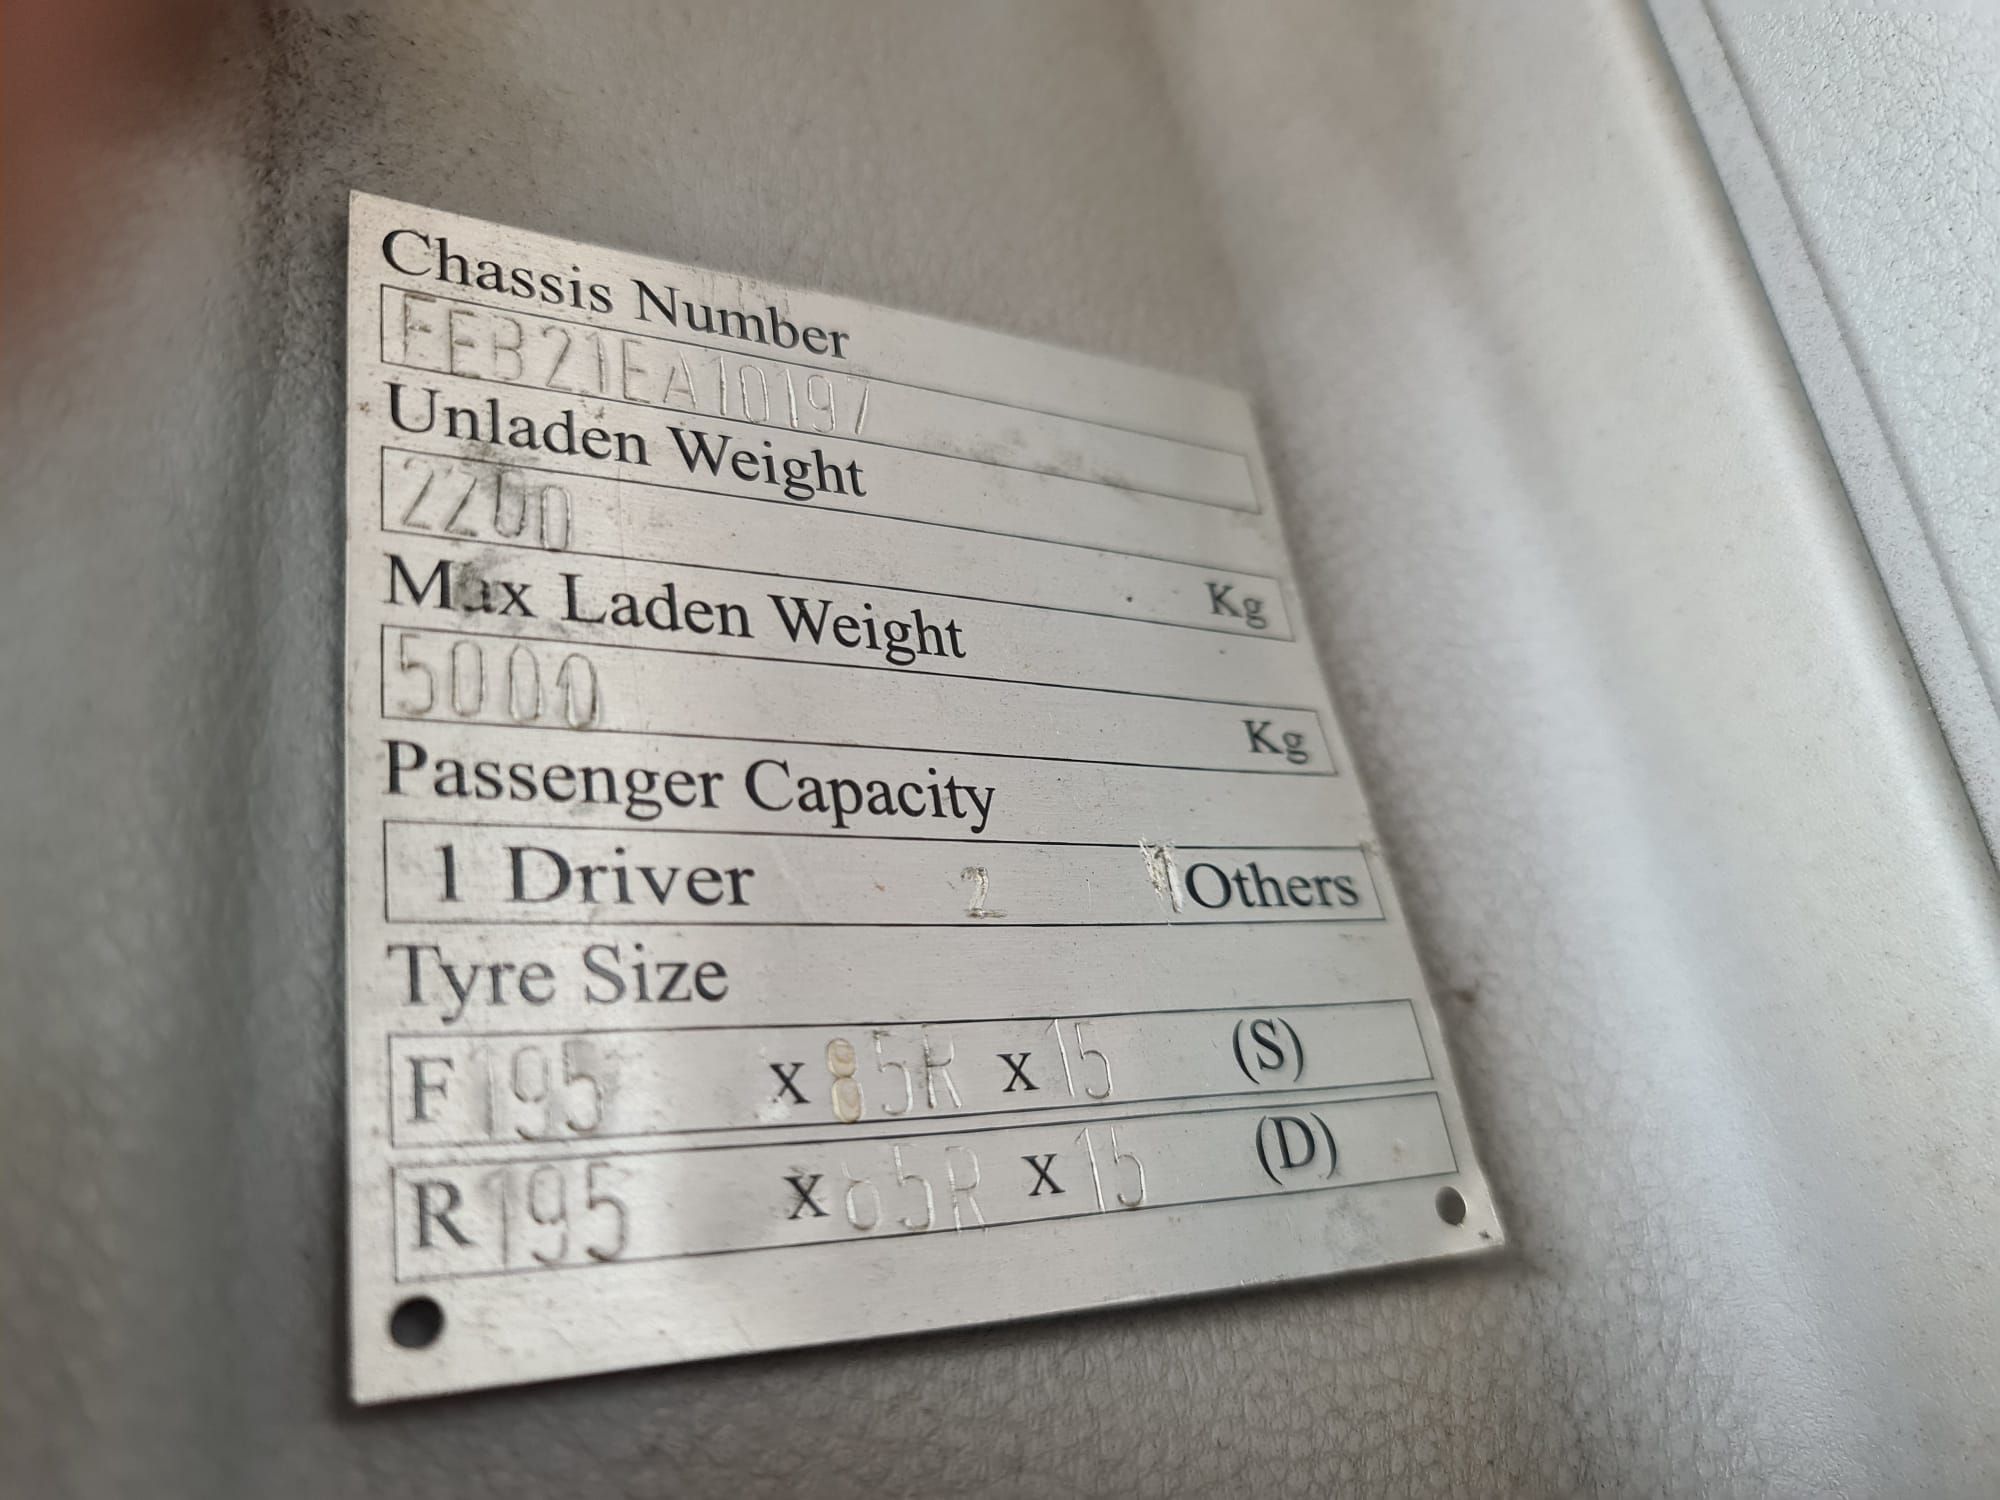 Chassis Number
FEB21EA10197
Unladen Weight
2200
Kg
Max Laden Weight
5000
Kg
Passenger Capacity
1 Driver 2 1 Others
Tyre Size
F 195 x 85R x 15 (S)
R 195 x 85R x 15 (D)